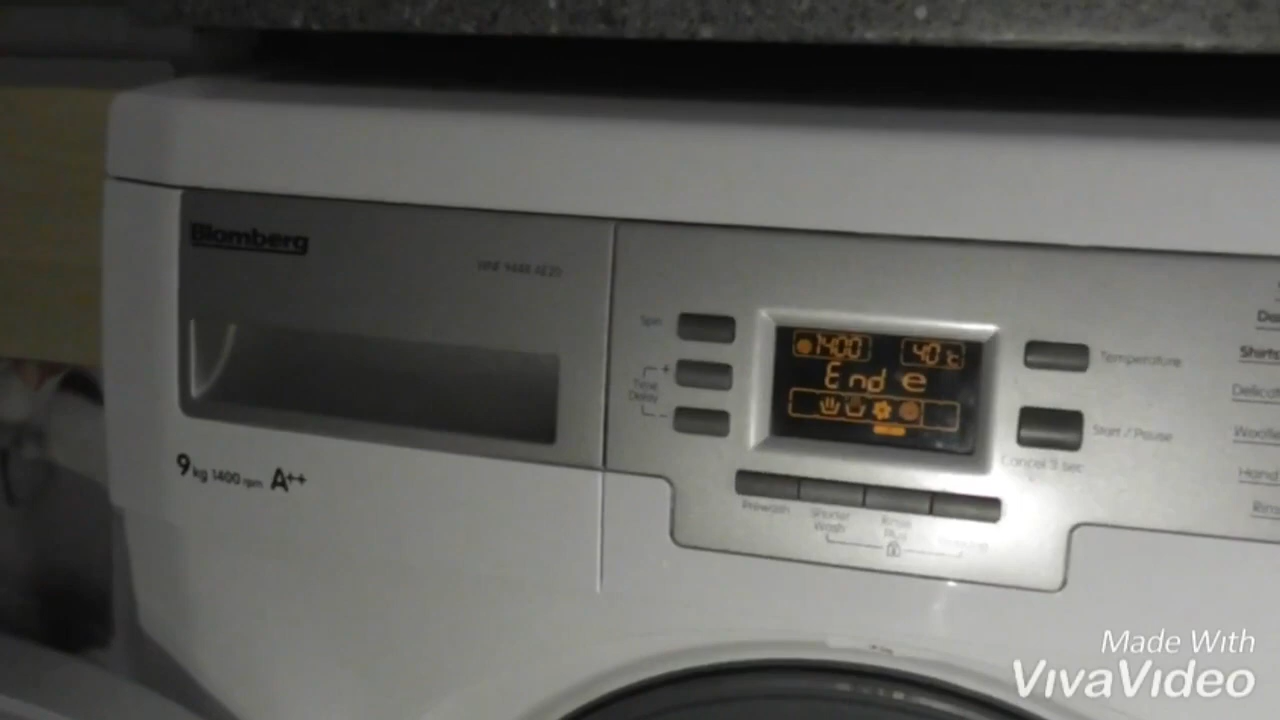 Blomberg
9 kg 1400 rpm A++
Spin
+
Time
Delay
-
1400 40°c
End e
Temperature
Start / Pause
Cancel 3 sec
Prewash
Shorter
Wash
Rinse
Plus
Shirts
Made With
VivaVideo